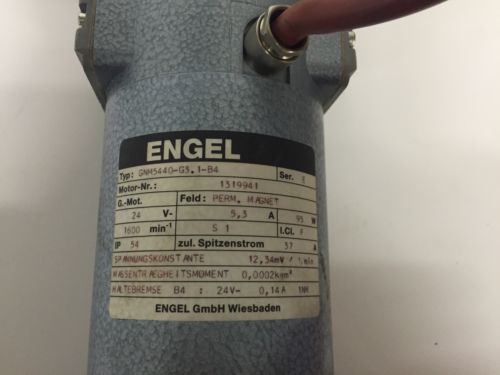 ENGEL
Typ: GNM5440-G3.1-B4 Ser.
Motor-Nr.: 1319941
G.-Mot. Feld: PERM. MAGNET
24 V- 5,3 A 95 W
1600 min⁻¹ S 1 I.Cl. F
IP 54 zul. Spitzenstrom 37 A
SPANNUNGSKONSTANTE 12,34mV / 1/min
MASSENTRAEGHEITSMOMENT 0,0002kgm²
HALTEBREMSE B4 : 24V- 0,14A 1NM
ENGEL GmbH Wiesbaden